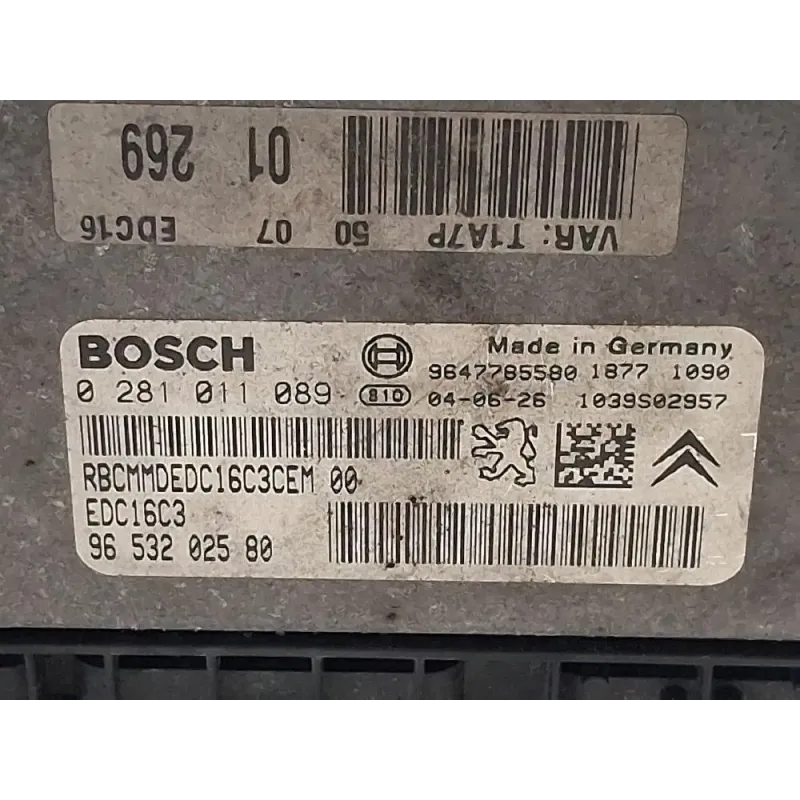 01 269
VAR: T1A7P 50 07 EDC16
BOSCH
Made in Germany
9647785580 1877 1090
0 281 011 089 810 04-06-26 1039S02957
RBCMMDEDC16C3CEM 00
EDC16C3
96 532 025 80